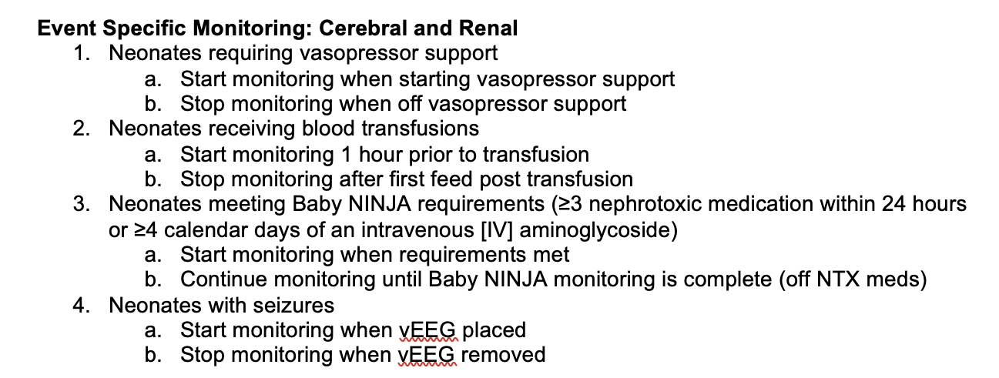 Event Specific Monitoring: Cerebral and Renal
1. Neonates requiring vasopressor support
a. Start monitoring when starting vasopressor support
b. Stop monitoring when off vasopressor support
2. Neonates receiving blood transfusions
a. Start monitoring 1 hour prior to transfusion
b. Stop monitoring after first feed post transfusion
3. Neonates meeting Baby NINJA requirements (≥3 nephrotoxic medication within 24 hours
or ≥4 calendar days of an intravenous [IV] aminoglycoside)
a. Start monitoring when requirements met
b. Continue monitoring until Baby NINJA monitoring is complete (off NTX meds)
4. Neonates with seizures
a. Start monitoring when vEEG placed
b. Stop monitoring when vEEG removed